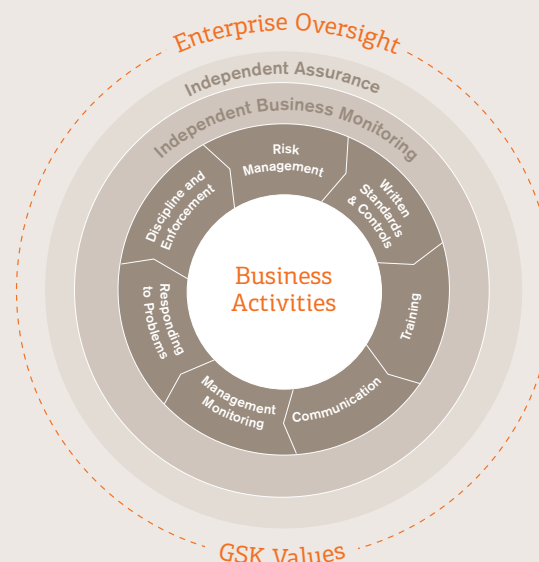 Enterprise Oversight
Independent Assurance
Independent Business Monitoring
Risk
Management
Written
Standards
& Controls
Training
Communication
Management
Monitoring
Responding
to Problems
Discipline and
Enforcement
Business
Activities
GSK Values